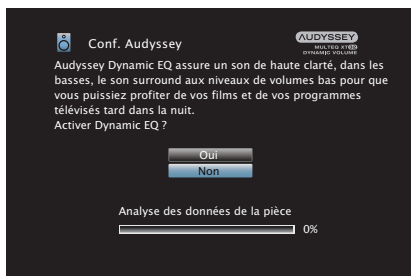 Conf. Audyssey
AUDYSSEY
MULTEQ XT32
DYNAMIC VOLUME
Audyssey Dynamic EQ assure un son de haute clarté, dans les
basses, le son surround aux niveaux de volumes bas pour que
vous puissiez profiter de vos films et de vos programmes
télévisés tard dans la nuit.
Activer Dynamic EQ ?
Oui
Non
Analyse des données de la pièce
0%